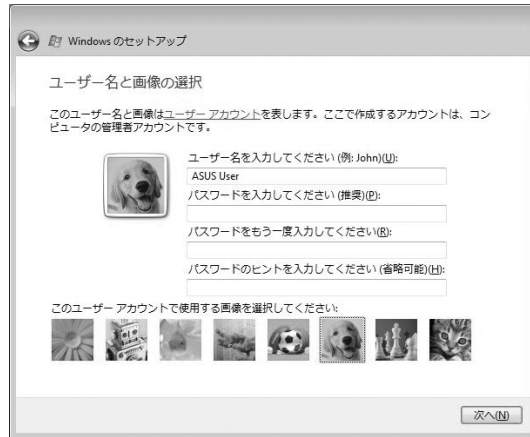 Windows のセットアップ
ユーザー名と画像の選択
このユーザー名と画像はユーザー アカウントを表します。ここで作成するアカウントは、コン
ピュータの管理者アカウントです。
ユーザー名を入力してください (例: John)(U):
ASUS User
パスワードを入力してください (推奨)(P):
パスワードをもう一度入力してください(R):
パスワードのヒントを入力してください (省略可能)(H):
このユーザー アカウントで使用する画像を選択してください:
次へ(N)